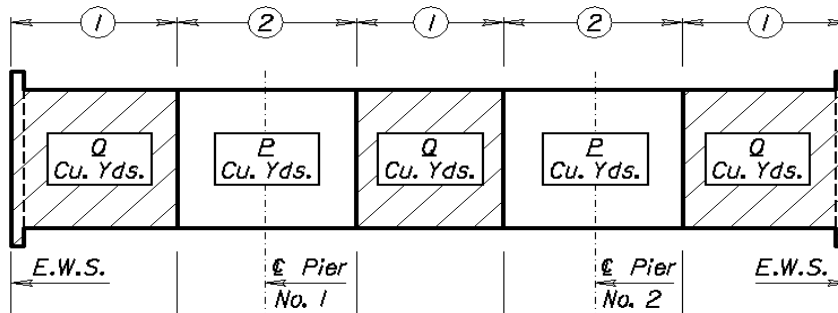 1 2 1 2 1
Q P Q P Q
Cu. Yds. Cu. Yds. Cu. Yds. Cu. Yds. Cu. Yds.
E.W.S. ℄ Pier ℄ Pier E.W.S.
No. 1 No. 2